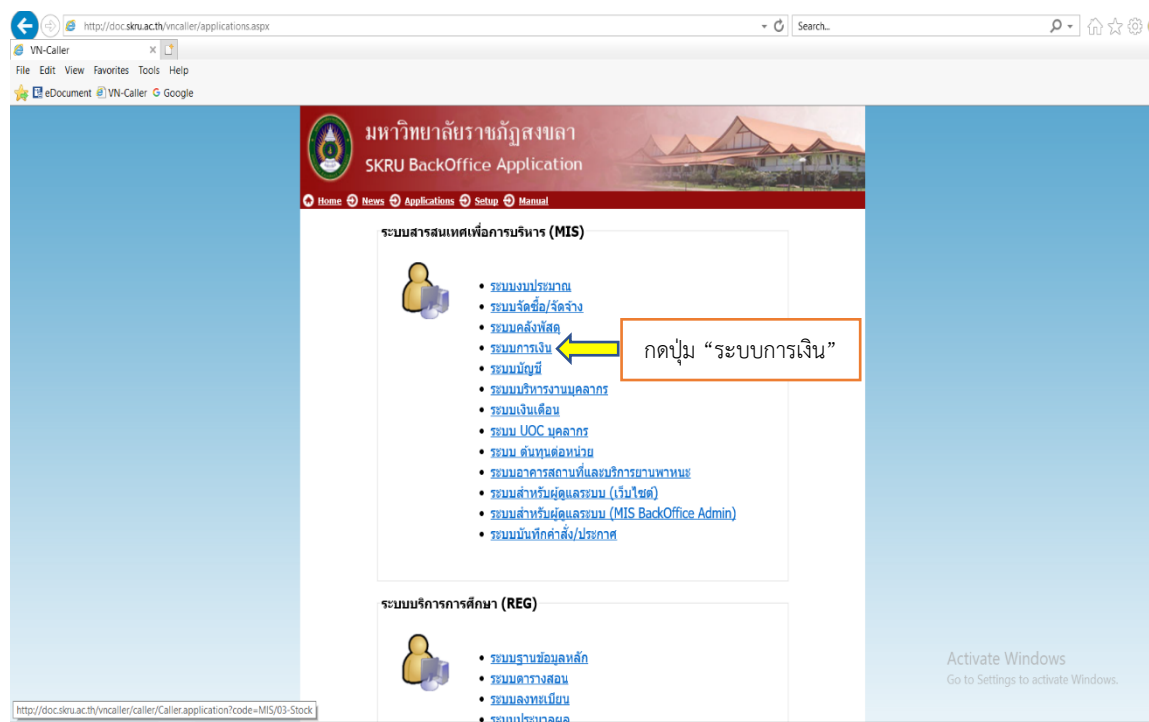 http://doc.skru.ac.th/vncaller/applications.aspx
Search...
VN-Caller
File Edit View Favorites Tools Help
eDocument VN-Caller G Google
มหาวิทยาลัยราชภัฏสงขลา
SKRU BackOffice Application
Home News Applications Setup Manual
ระบบสารสนเทศเพื่อการบริหาร (MIS)
ระบบงบประมาณ
ระบบจัดซื้อ/จัดจ้าง
ระบบคลังพัสดุ
ระบบการเงิน
กดปุ่ม “ระบบการเงิน”
ระบบบัญชี
ระบบบริหารงานบุคลากร
ระบบเงินเดือน
ระบบ UOC บุคลากร
ระบบ ต้นทุนต่อหน่วย
ระบบอาคารสถานที่และบริการยานพาหนะ
ระบบสำหรับผู้ดูแลระบบ (เว็บไซต์)
ระบบสำหรับผู้ดูแลระบบ (MIS BackOffice Admin)
ระบบบันทึกคำสั่ง/ประกาศ
ระบบบริการการศึกษา (REG)
ระบบฐานข้อมูลหลัก
ระบบตารางสอน
ระบบลงทะเบียน
ระบบประมวลผล
Activate Windows
Go to Settings to activate Windows.
http://doc.skru.ac.th/vncaller/caller/Caller.application?code=MIS/03-Stock